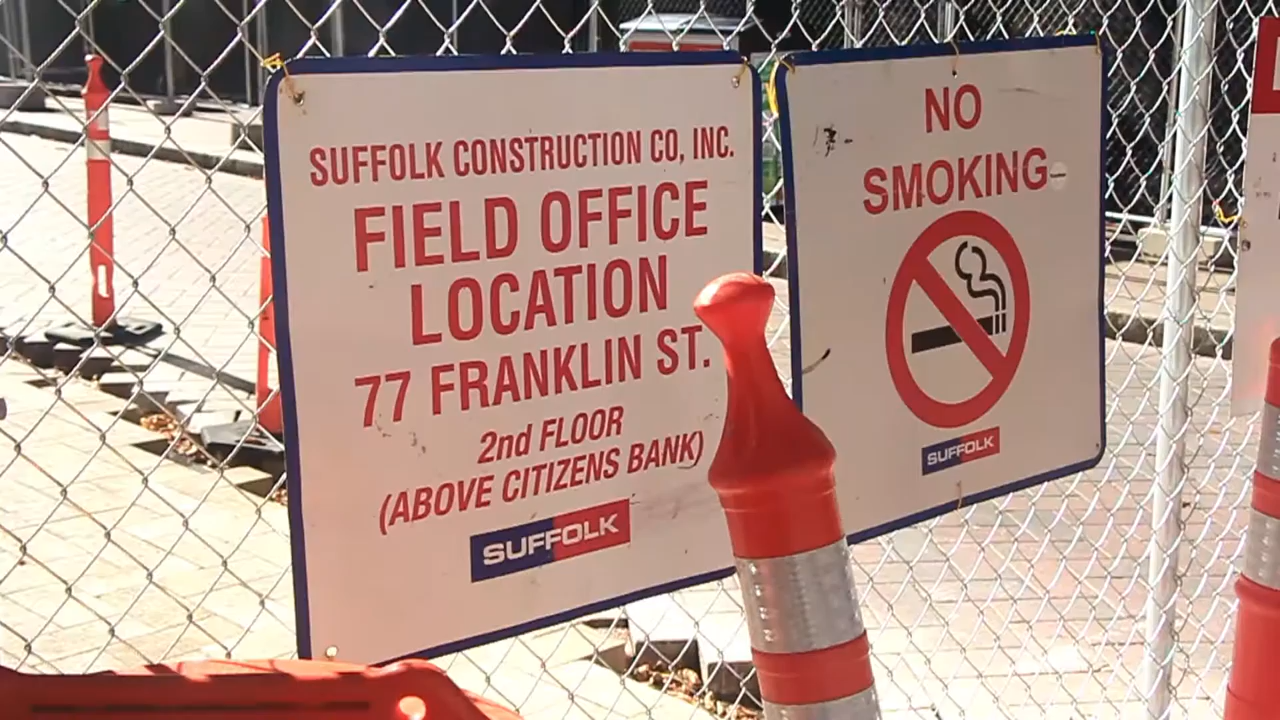 SUFFOLK CONSTRUCTION CO, INC.
FIELD OFFICE
LOCATION
77 FRANKLIN ST.
2nd FLOOR
(ABOVE CITIZENS BANK)
SUFFOLK
NO
SMOKING
SUFFOLK